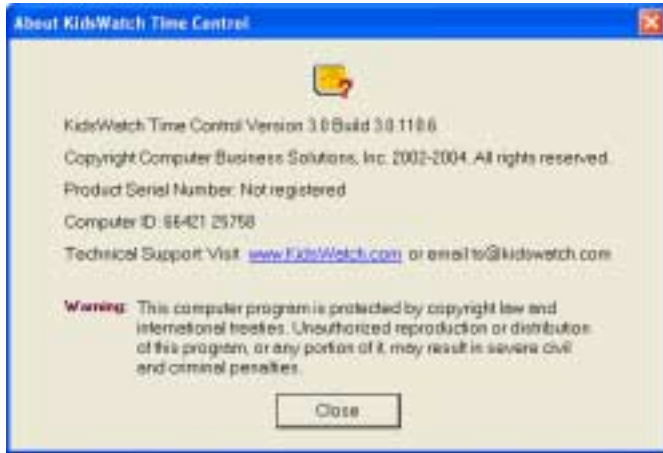 About KidsWatch Time Control
KidsWatch Time Control Version 3.0 Build 3.0.110.6
Copyright Computer Business Solutions, Inc. 2002-2004. All rights reserved.
Product Serial Number: Not registered
Computer ID: 66421 25758
Technical Support: Visit www.KidsWatch.com or email ts@kidswatch.com
Warning: This computer program is protected by copyright law and
international treaties. Unauthorized reproduction or distribution
of this program, or any portion of it, may result in severe civil
and criminal penalties.
Close